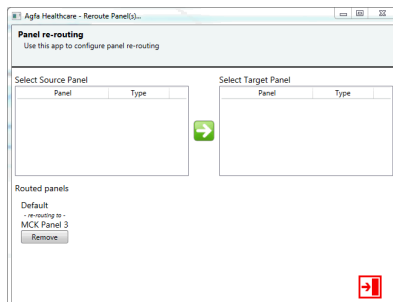 Agfa Healthcare - Reroute Panel(s)...
Panel re-routing
Use this app to configure panel re-routing
Select Source Panel
Select Target Panel
Panel Type
Panel Type
Routed panels
Default
- re-routing to -
MCK Panel 3
Remove